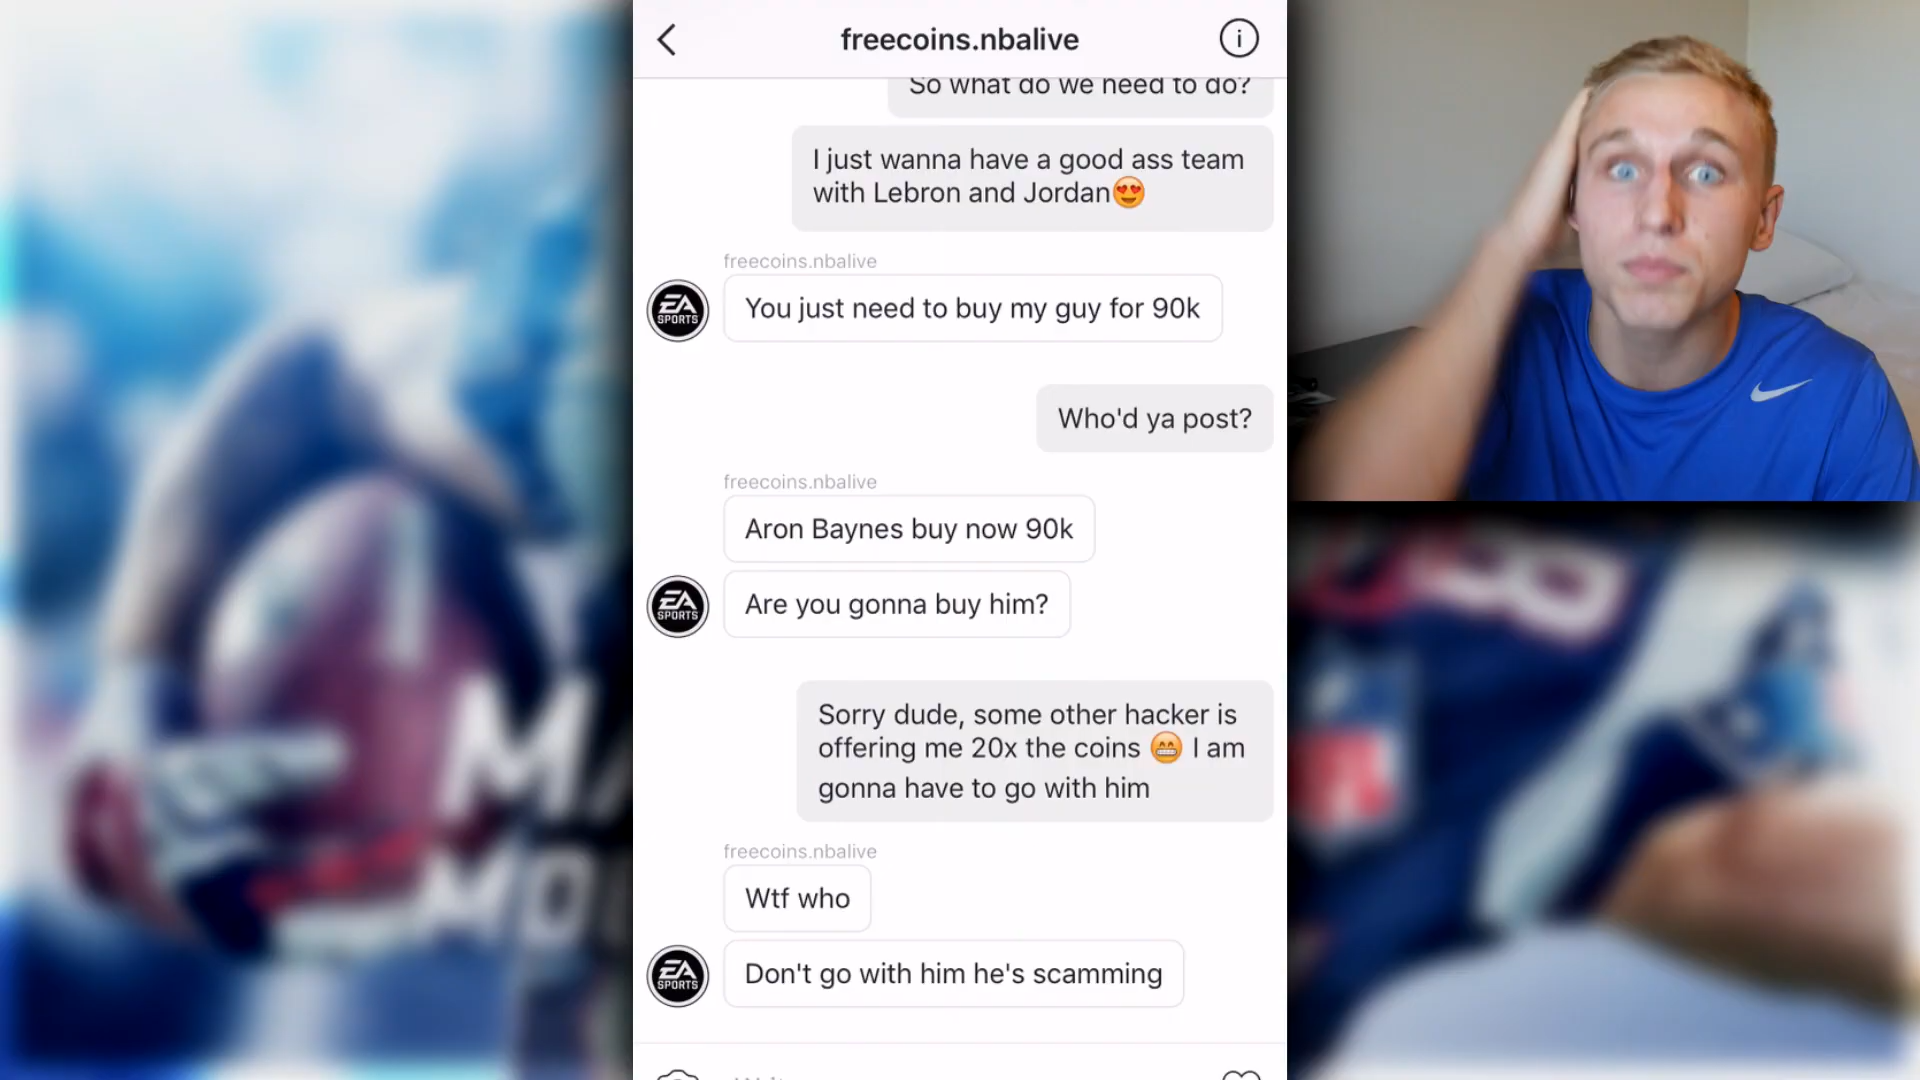 freecoins.nbalive
So what do we need to do?
I just wanna have a good ass team
with Lebron and Jordan😍
freecoins.nbalive
EA
SPORTS
You just need to buy my guy for 90k
Who'd ya post?
freecoins.nbalive
Aron Baynes buy now 90k
EA
SPORTS
Are you gonna buy him?
Sorry dude, some other hacker is
offering me 20x the coins 😁 I am
gonna have to go with him
freecoins.nbalive
Wtf who
EA
SPORTS
Don't go with him he's scamming